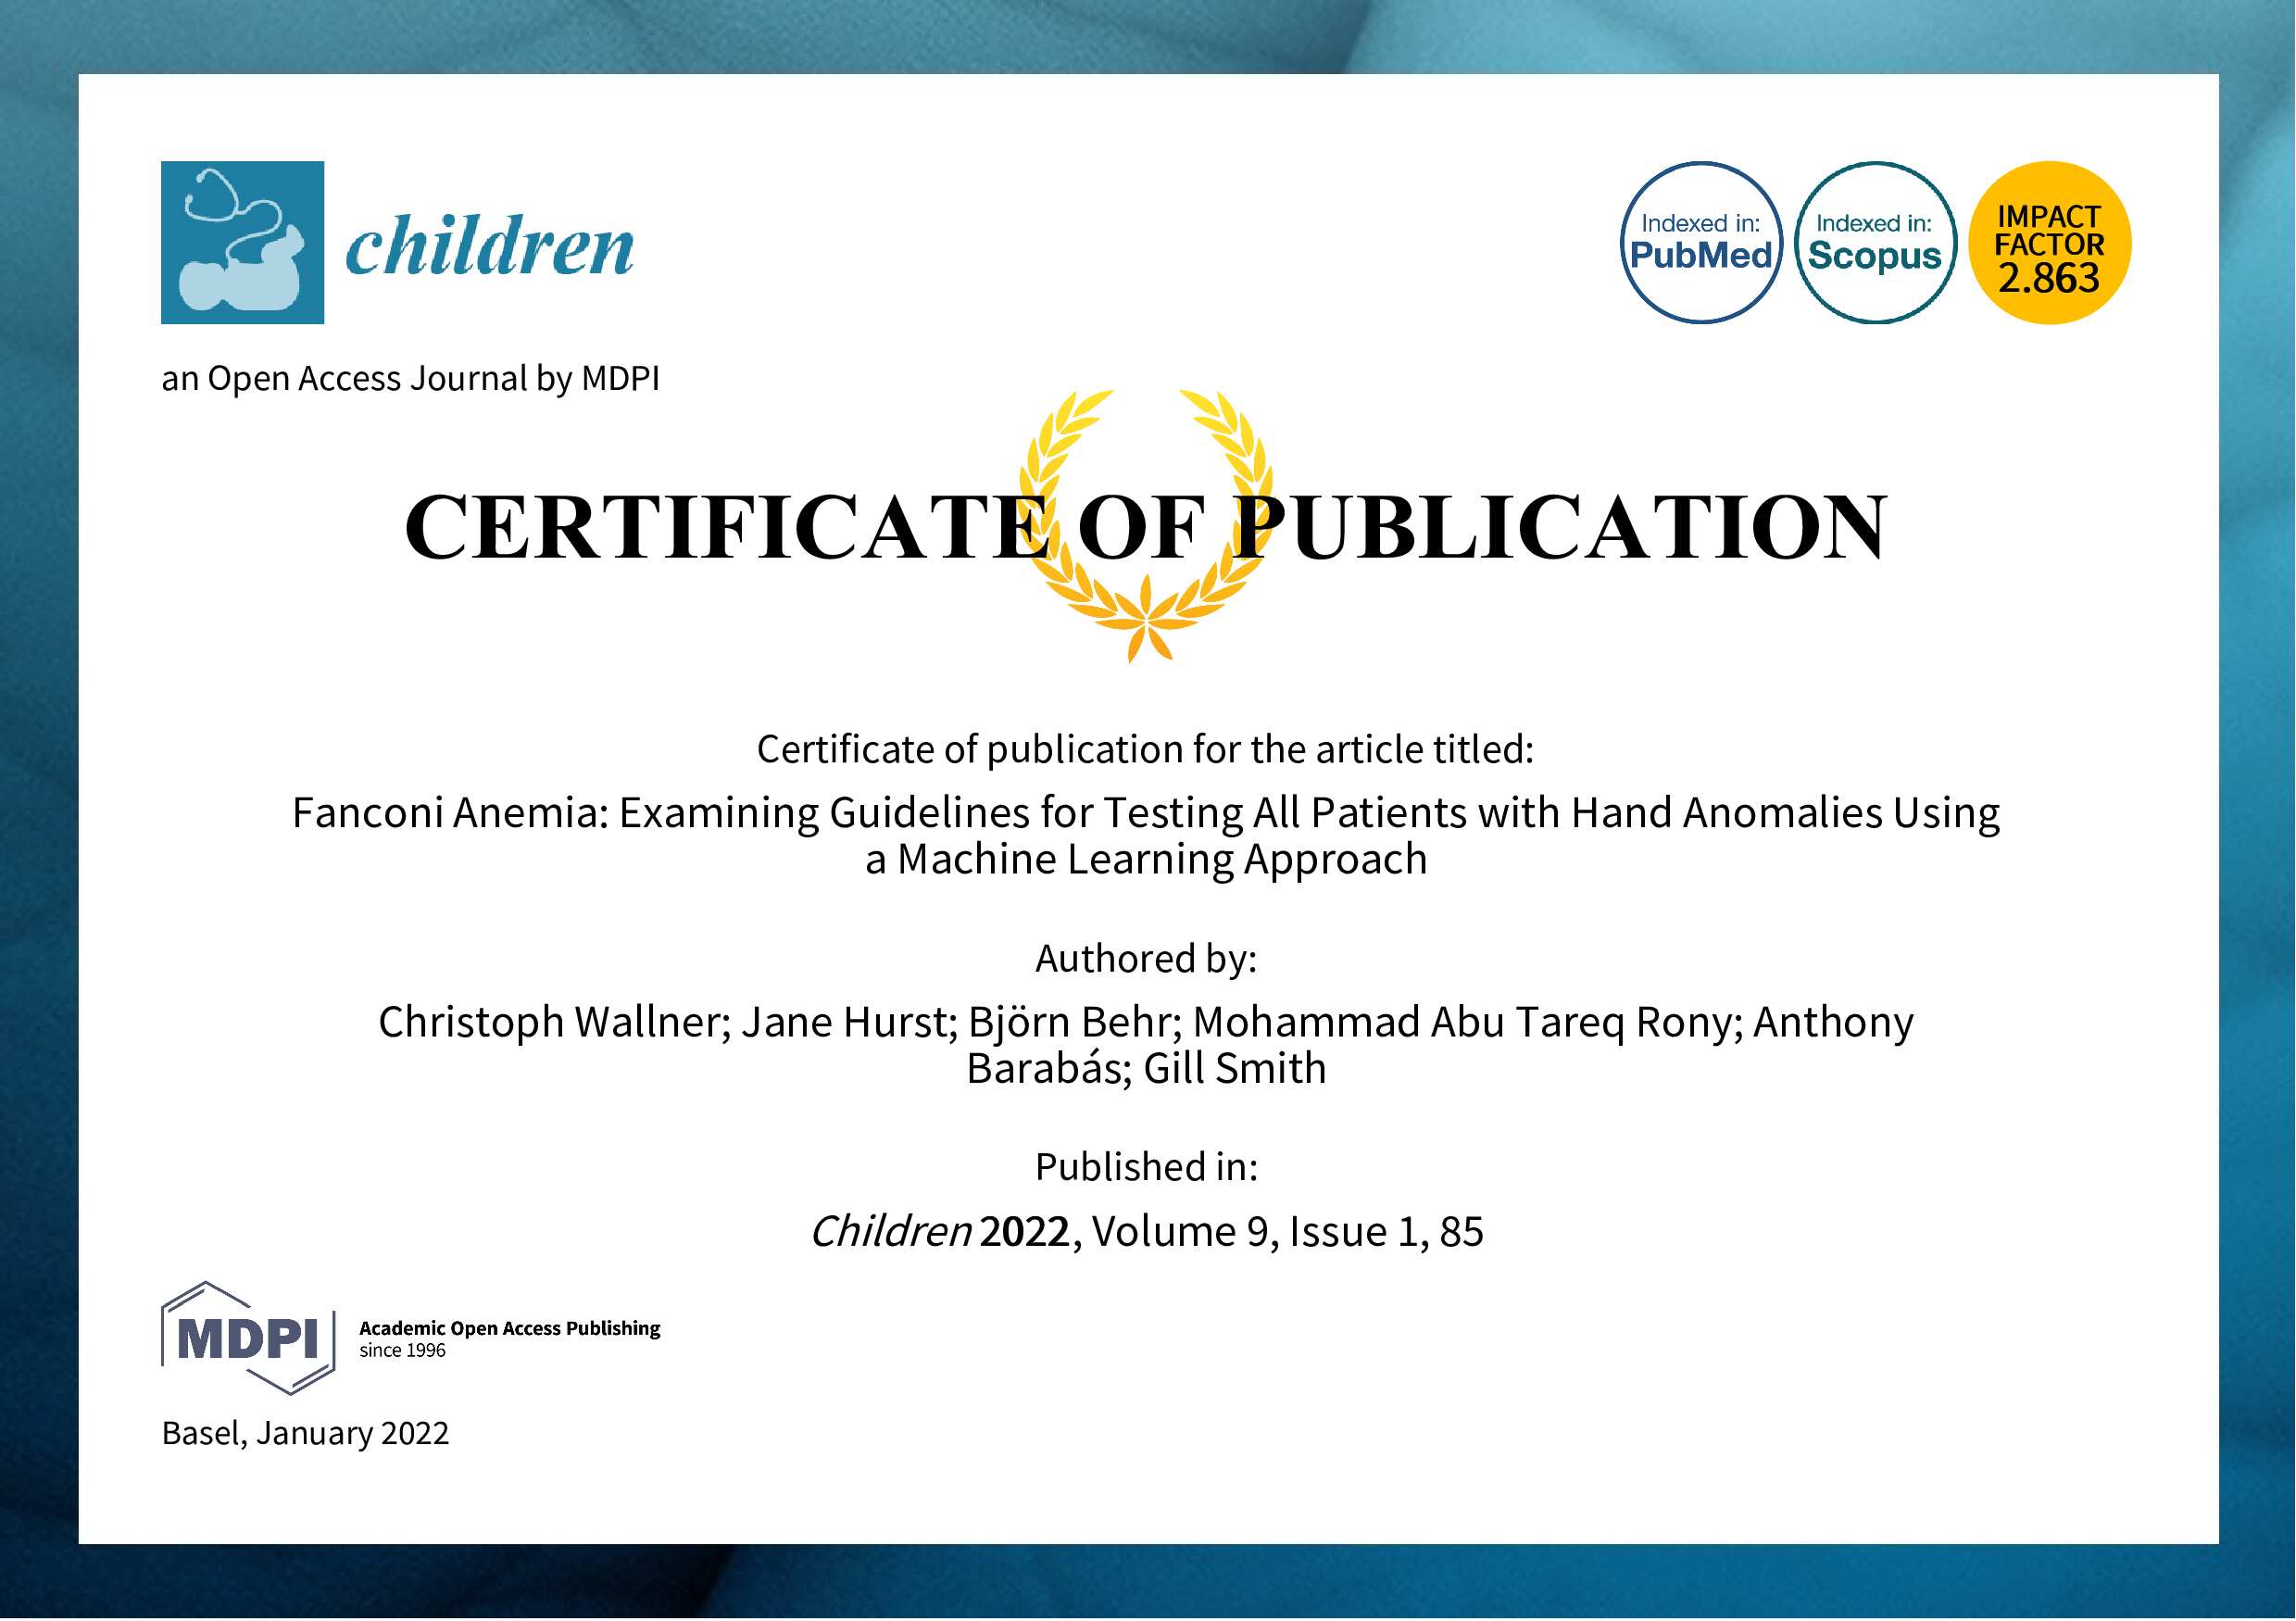 children
Indexed in:
PubMed
Indexed in:
Scopus
IMPACT
FACTOR
2.863
an Open Access Journal by MDPI
CERTIFICATE OF PUBLICATION
Certificate of publication for the article titled:
Fanconi Anemia: Examining Guidelines for Testing All Patients with Hand Anomalies Using
a Machine Learning Approach
Authored by:
Christoph Wallner; Jane Hurst; Björn Behr; Mohammad Abu Tareq Rony; Anthony
Barabás; Gill Smith
Published in:
Children 2022, Volume 9, Issue 1, 85
MDPI
Academic Open Access Publishing
since 1996
Basel, January 2022